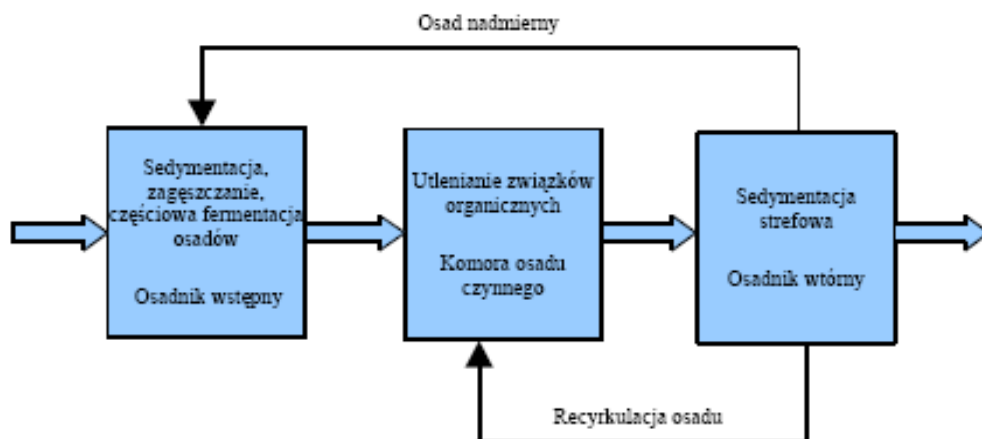 Osad nadmierny
Sedymentacja,
zagęszczanie,
częściowa fermentacja
osadów
Osadnik wstępny
Utlenianie związków
organicznych
Komora osadu
czynnego
Sedymentacja
strefowa
Osadnik wtórny
Recyrkulacja osadu